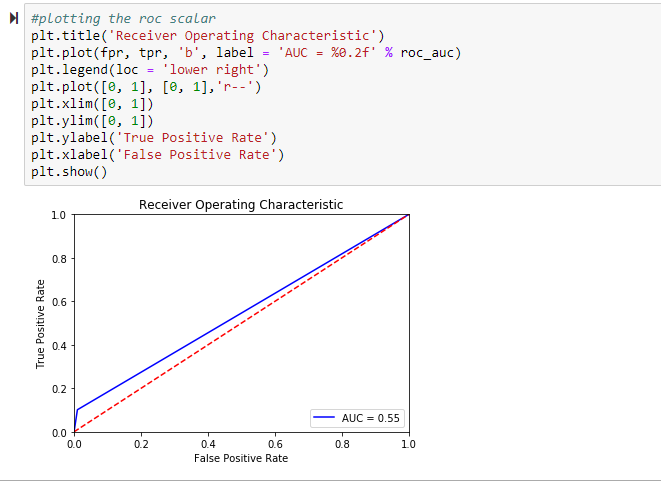 #plotting the roc scalar
plt.title('Receiver Operating Characteristic')
plt.plot(fpr, tpr, 'b', label = 'AUC = %0.2f' % roc_auc)
plt.legend(loc = 'lower right')
plt.plot([0, 1], [0, 1],'r--')
plt.xlim([0, 1])
plt.ylim([0, 1])
plt.ylabel('True Positive Rate')
plt.xlabel('False Positive Rate')
plt.show()
Receiver Operating Characteristic
1.0
0.8
0.6
0.4
0.2
0.0
True Positive Rate
AUC = 0.55
0.0 0.2 0.4 0.6 0.8 1.0
False Positive Rate